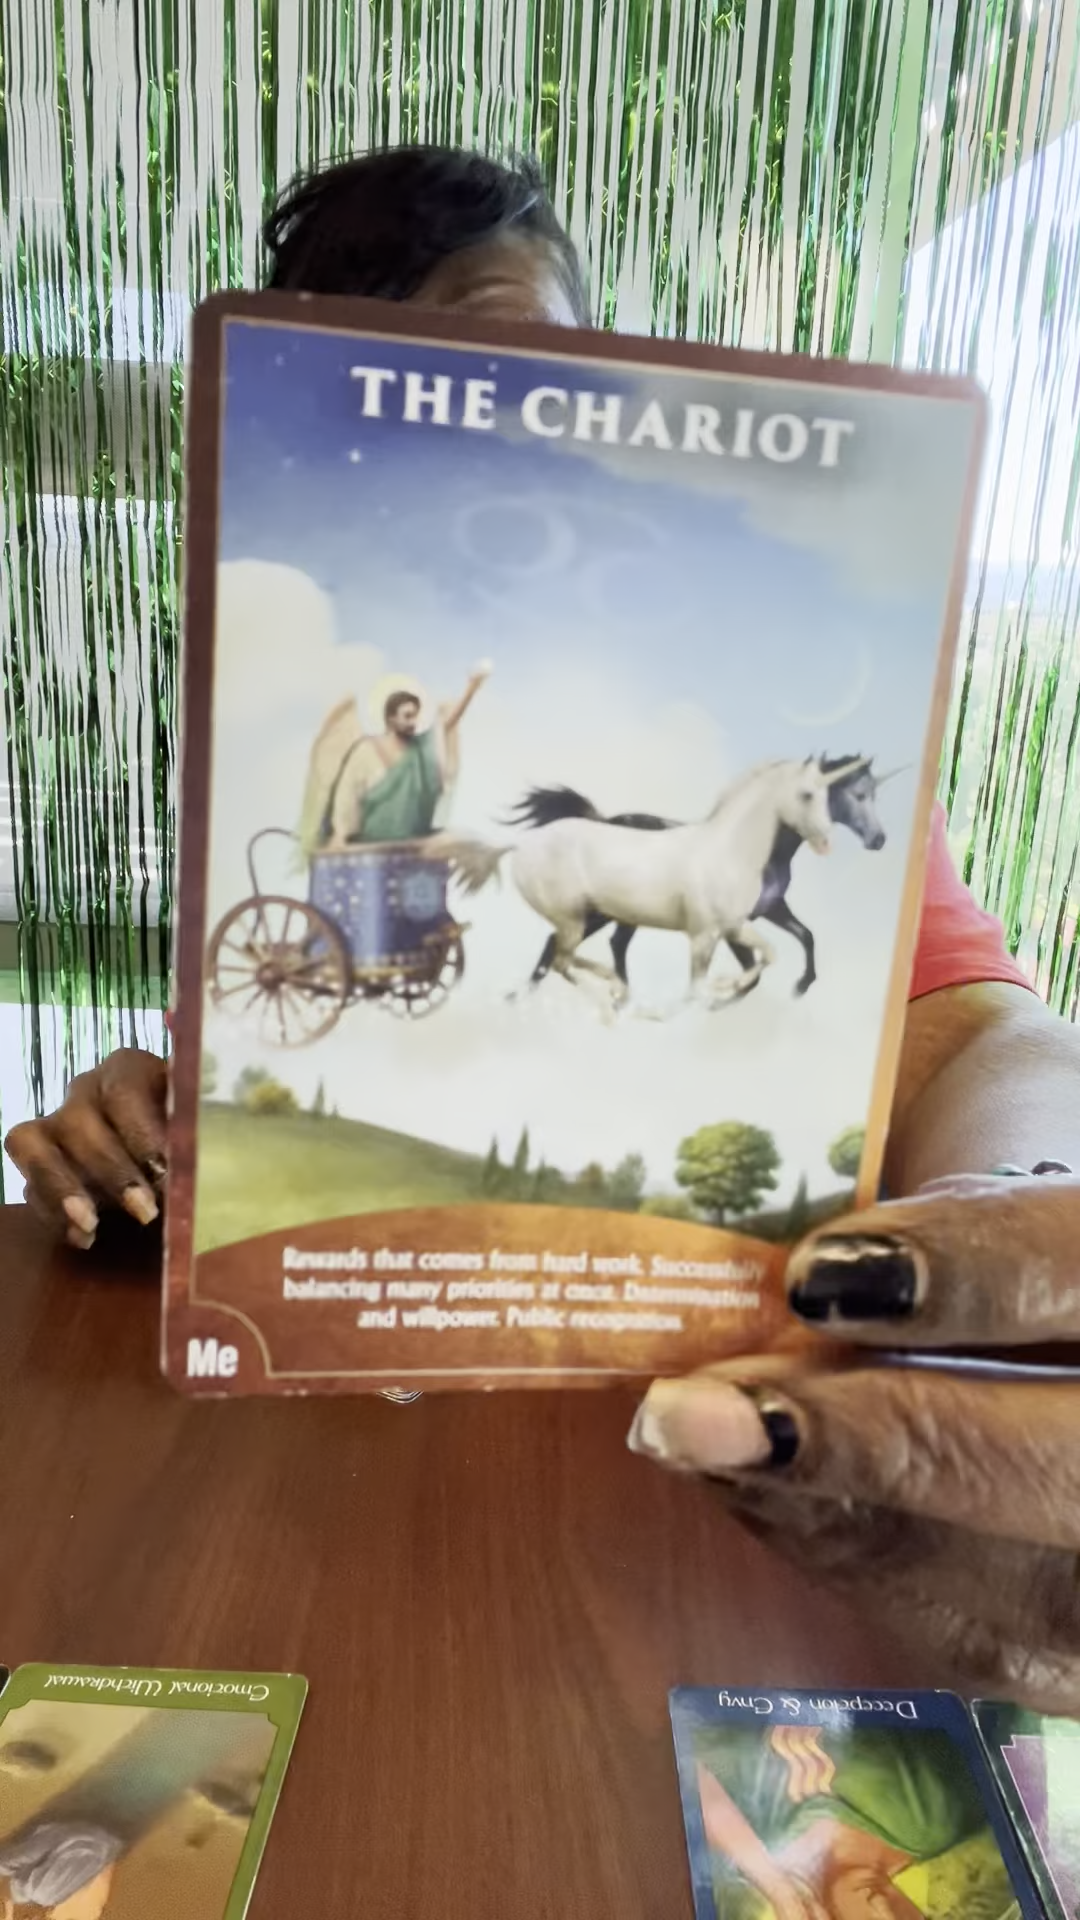 THE CHARIOT
Rewards that comes from hard work. Successfully
balancing many priorities at once. Determination
and willpower. Public recognition.
Me
Emotional Withdrawal
Deception & Envy